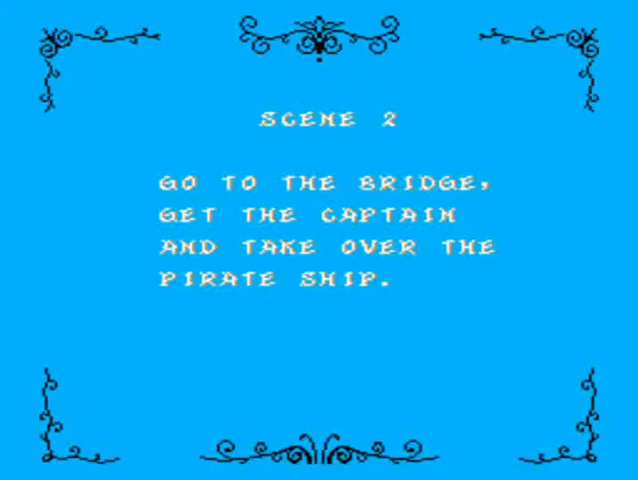 SCENE 2
GO TO THE BRIDGE,
GET THE CAPTAIN
AND TAKE OVER THE
PIRATE SHIP.